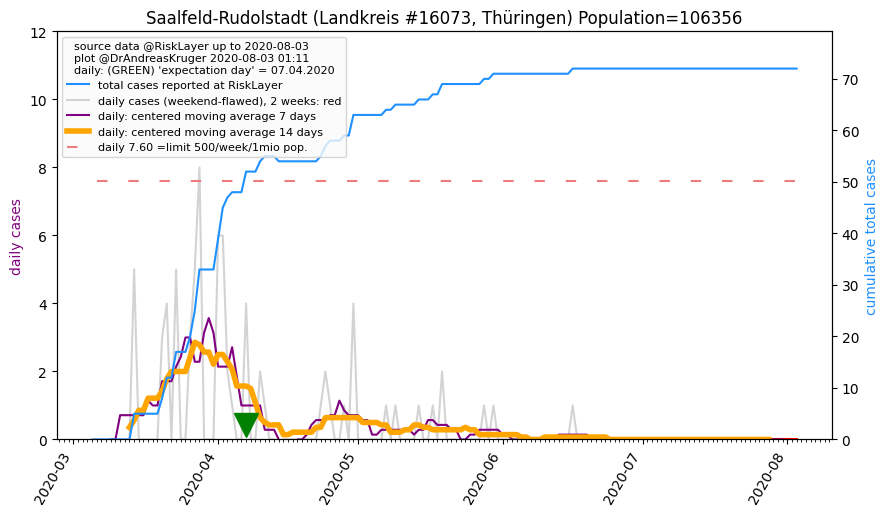 Saalfeld-Rudolstadt (Landkreis #16073, Thüringen) Population=106356
source data @RiskLayer up to 2020-08-03
plot @DrAndreasKruger 2020-08-03 01:11
daily: (GREEN) 'expectation day' = 07.04.2020
total cases reported at RiskLayer
daily cases (weekend-flawed), 2 weeks: red
daily: centered moving average 7 days
daily: centered moving average 14 days
daily 7.60 =limit 500/week/1mio pop.
daily cases
12
10
8
6
4
2
0
cumulative total cases
70
60
50
40
30
20
10
0
2020-03
2020-04
2020-05
2020-06
2020-07
2020-08